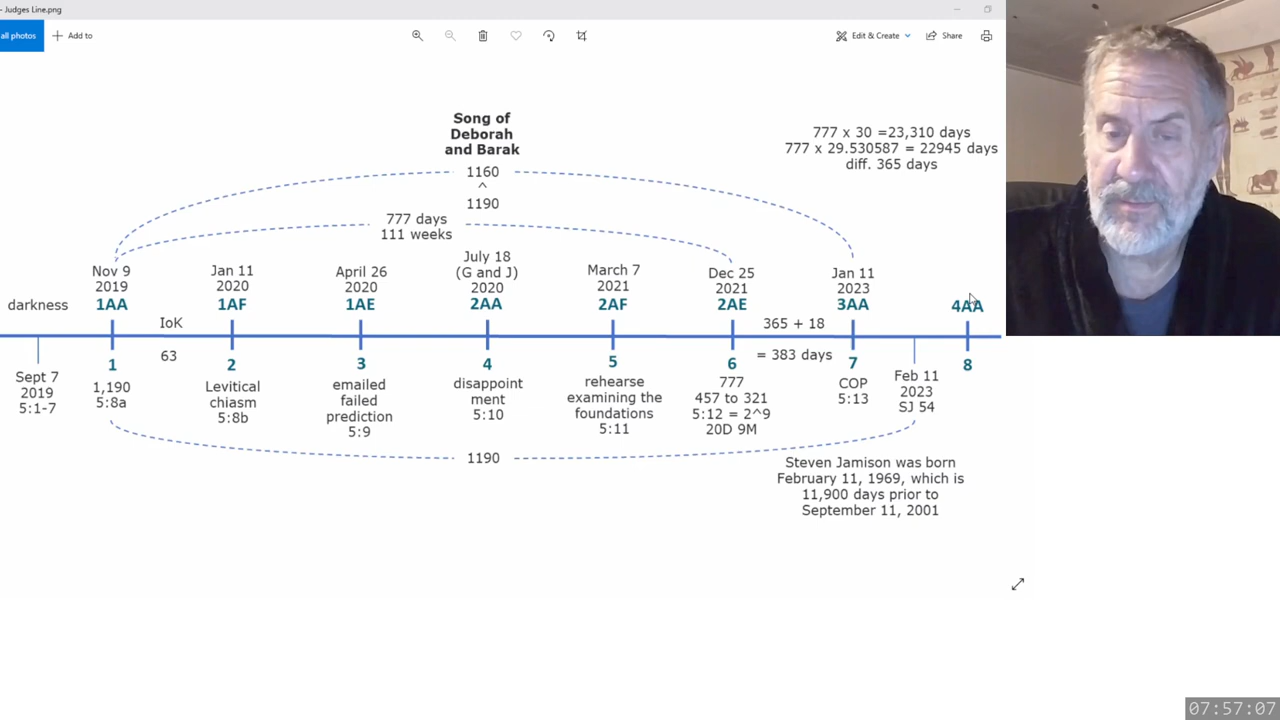 - Judges Line.png
all photos
Add to
Edit & Create
Share
Song of
Deborah
and Barak
1160
^
1190
777 x 30 =23,310 days
777 x 29.530587 = 22945 days
diff. 365 days
777 days
111 weeks
Nov 9
2019
1AA
Jan 11
2020
1AF
April 26
2020
1AE
July 18
(G and J)
2020
2AA
March 7
2021
2AF
Dec 25
2021
2AE
Jan 11
2023
3AA
4AA
darkness
IoK
63
365 + 18
= 383 days
Sept 7
2019
5:1-7
1
1,190
5:8a
2
Levitical
chiasm
5:8b
3
emailed
failed
prediction
5:9
4
disappoint
ment
5:10
5
rehearse
examining the
foundations
5:11
6
777
457 to 321
5:12 = 2^9
20D 9M
7
COP
5:13
Feb 11
2023
SJ 54
8
1190
Steven Jamison was born
February 11, 1969, which is
11,900 days prior to
September 11, 2001
07:57:07